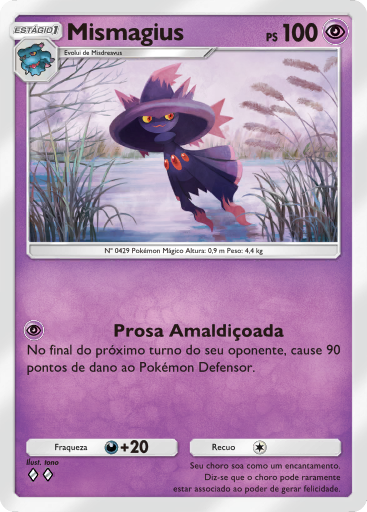 ESTÁGIO 1 Mismagius PS 100
Evolui de Misdreavus
Nº 0429 Pokémon Mágico Altura: 0,9 m Peso: 4,4 kg
Prosa Amaldiçoada
No final do próximo turno do seu oponente, cause 90
pontos de dano ao Pokémon Defensor.
Fraqueza +20 Recuo
Ilust. tono
Seu choro soa como um encantamento.
Diz-se que o choro pode raramente
estar associado ao poder de gerar felicidade.